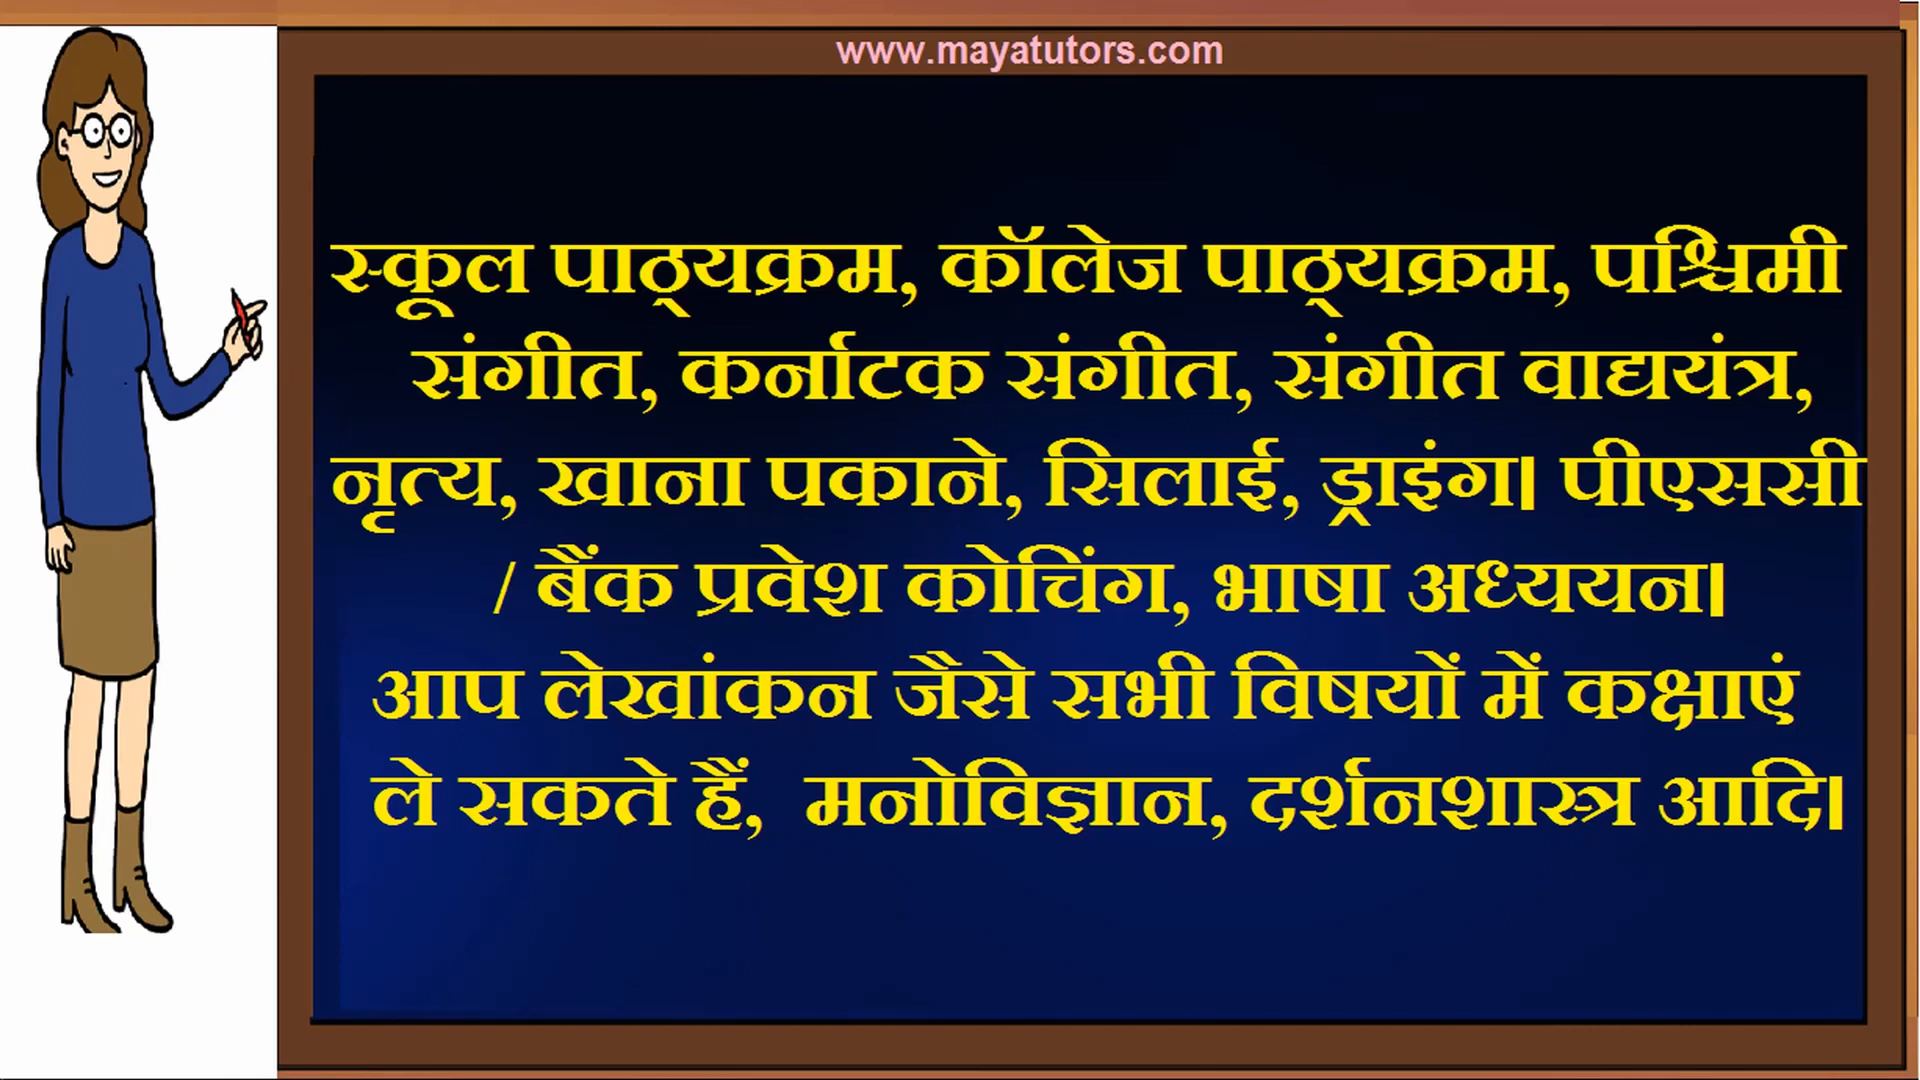 www.mayatutors.com
स्कूल पाठ्यक्रम, कॉलेज पाठ्यक्रम, पश्चिमी
संगीत, कर्नाटक संगीत, संगीत वाद्ययंत्र,
नृत्य, खाना पकाने, सिलाई, ड्राइंग। पीएससी
/ बैंक प्रवेश कोचिंग, भाषा अध्ययन।
आप लेखांकन जैसे सभी विषयों में कक्षाएं
ले सकते हैं, मनोविज्ञान, दर्शनशास्त्र आदि।